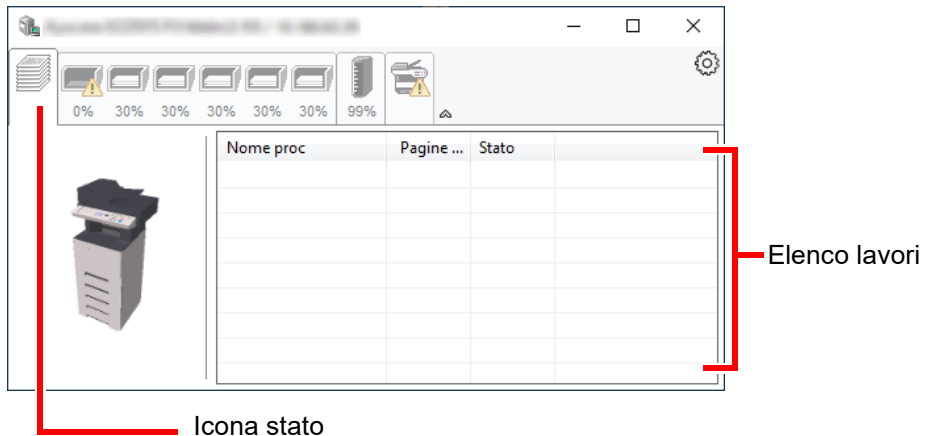 0% 30% 30% 30% 30% 30% 99%
Nome proc Pagine ... Stato
Elenco lavori
Icona stato